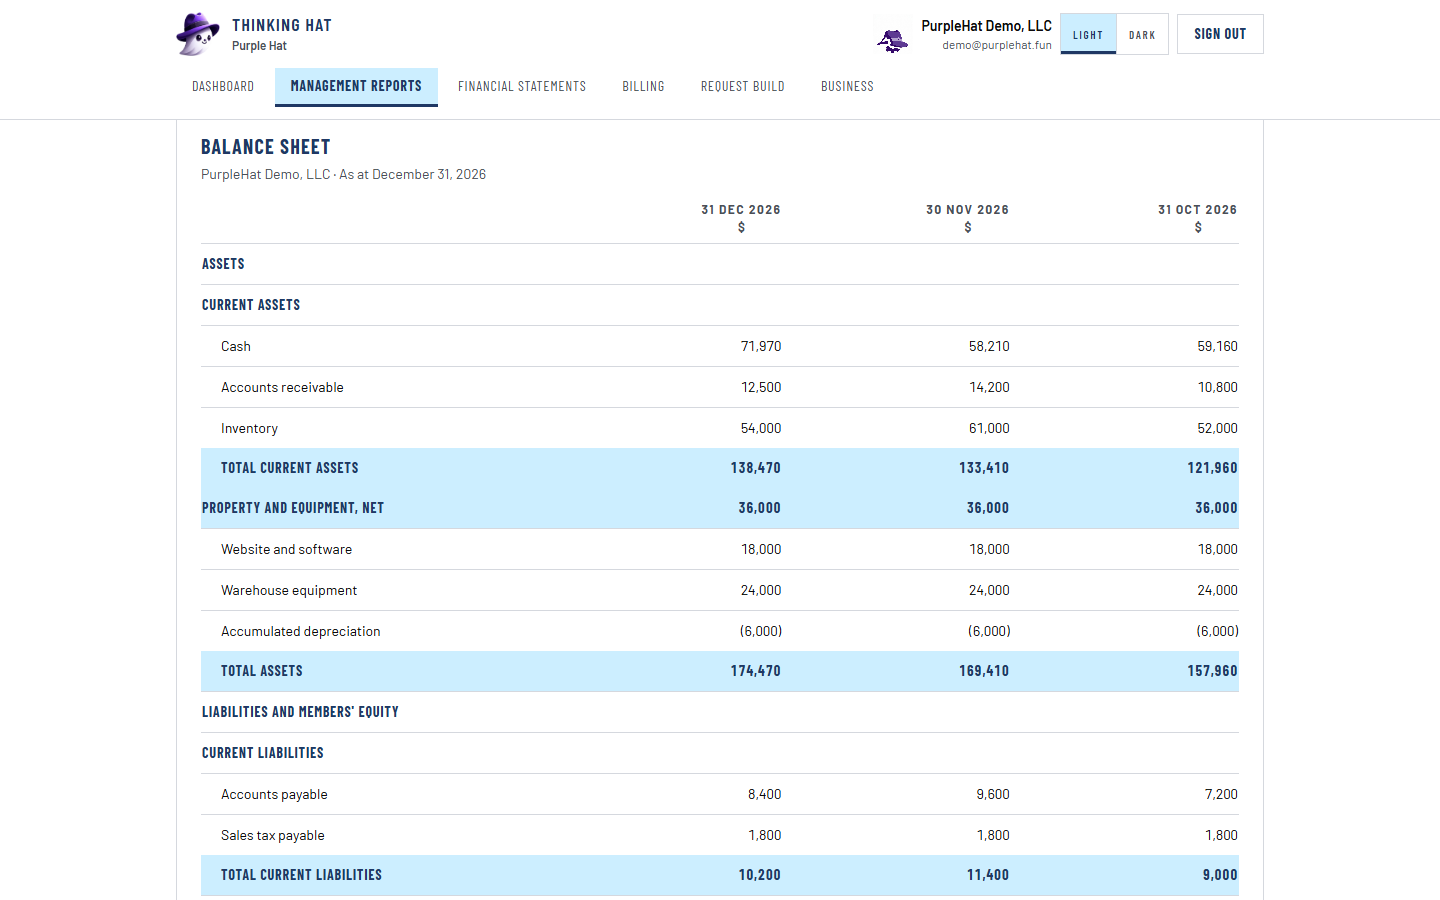 THINKING HAT
Purple Hat
PurpleHat Demo, LLC
demo@purplehat.fun
LIGHT DARK
SIGN OUT
DASHBOARD MANAGEMENT REPORTS FINANCIAL STATEMENTS BILLING REQUEST BUILD BUSINESS
BALANCE SHEET
PurpleHat Demo, LLC · As at December 31, 2026
31 DEC 2026 30 NOV 2026 31 OCT 2026
$ $ $
ASSETS
CURRENT ASSETS
Cash 71,970 58,210 59,160
Accounts receivable 12,500 14,200 10,800
Inventory 54,000 61,000 52,000
TOTAL CURRENT ASSETS 138,470 133,410 121,960
PROPERTY AND EQUIPMENT, NET 36,000 36,000 36,000
Website and software 18,000 18,000 18,000
Warehouse equipment 24,000 24,000 24,000
Accumulated depreciation (6,000) (6,000) (6,000)
TOTAL ASSETS 174,470 169,410 157,960
LIABILITIES AND MEMBERS' EQUITY
CURRENT LIABILITIES
Accounts payable 8,400 9,600 7,200
Sales tax payable 1,800 1,800 1,800
TOTAL CURRENT LIABILITIES 10,200 11,400 9,000